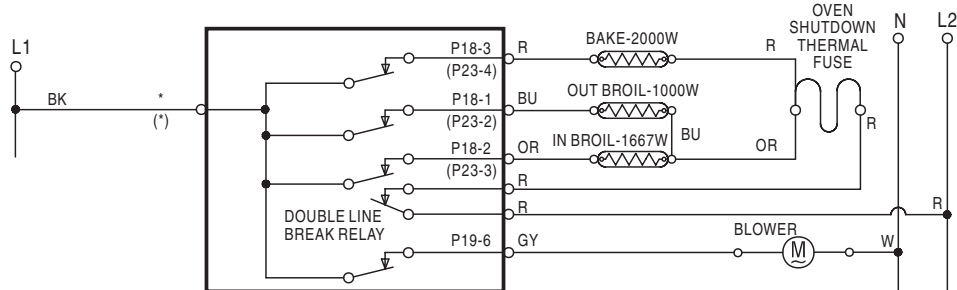 L1
BK
*
(*)
P18-3
(P23-4)
R
BAKE-2000W
R
OVEN
SHUTDOWN
THERMAL
FUSE
N
L2
P18-1
(P23-2)
BU
OUT BROIL-1000W
BU
R
P18-2
(P23-3)
OR
IN BROIL-1667W
OR
R
DOUBLE LINE
BREAK RELAY
R
R
P19-6
GY
BLOWER
M
~
W